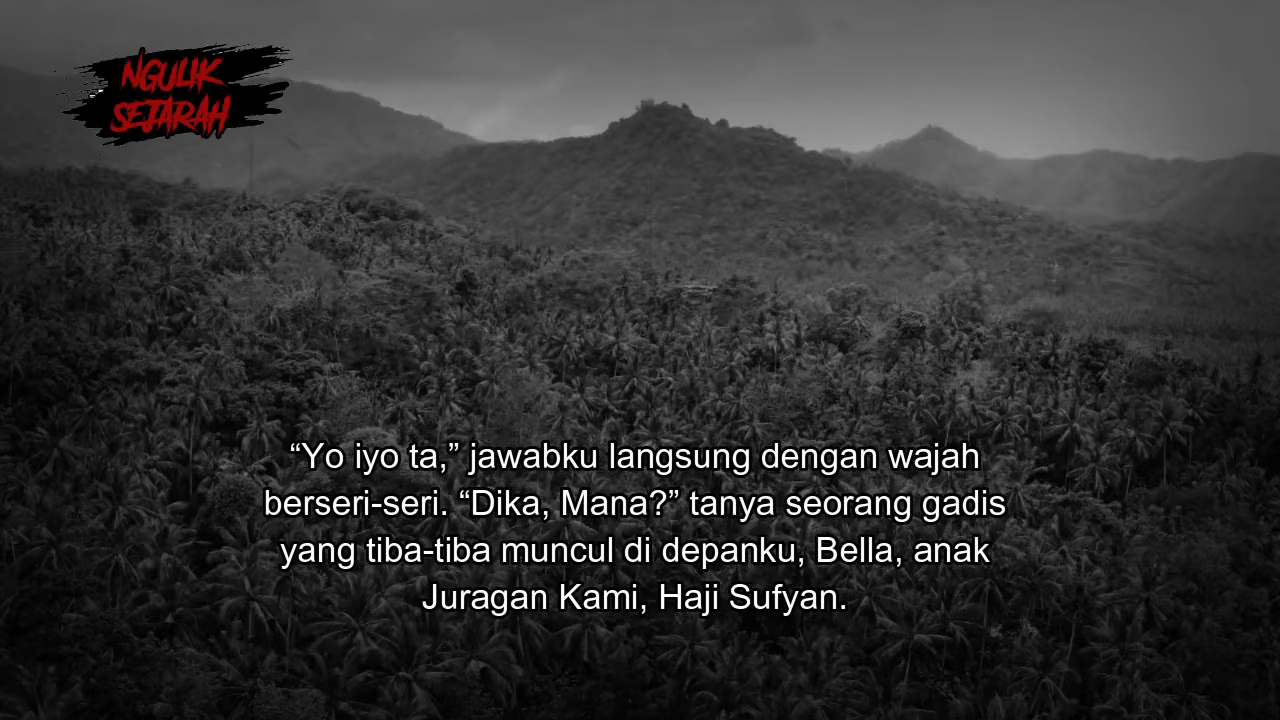 NGULIK
SEJARAH
“Yo iyo ta,” jawabku langsung dengan wajah
berseri-seri. “Dika, Mana?” tanya seorang gadis
yang tiba-tiba muncul di depanku, Bella, anak
Juragan Kami, Haji Sufyan.